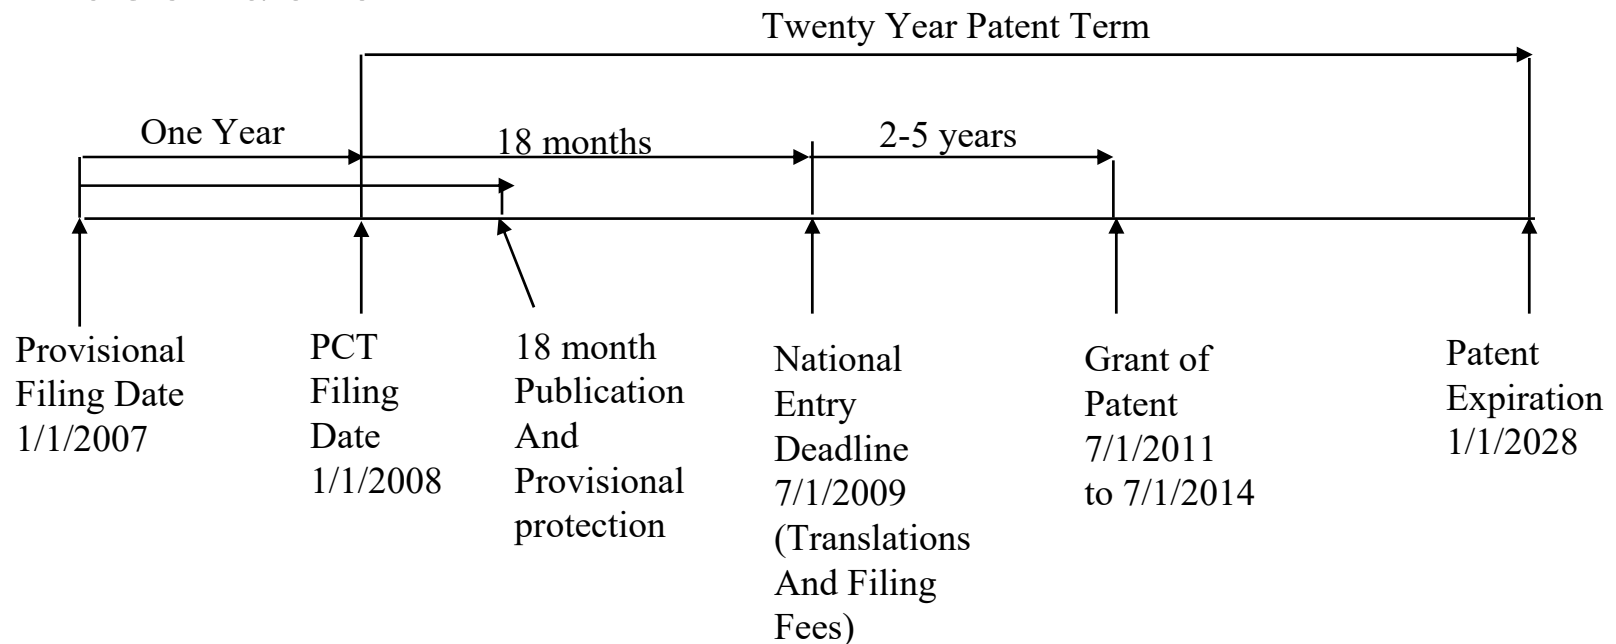 Twenty Year Patent Term
One Year
18 months
2-5 years
Provisional
Filing Date
1/1/2007
PCT
Filing
Date
1/1/2008
18 month
Publication
And
Provisional
protection
National
Entry
Deadline
7/1/2009
(Translations
And Filing
Fees)
Grant of
Patent
7/1/2011
to 7/1/2014
Patent
Expiration
1/1/2028